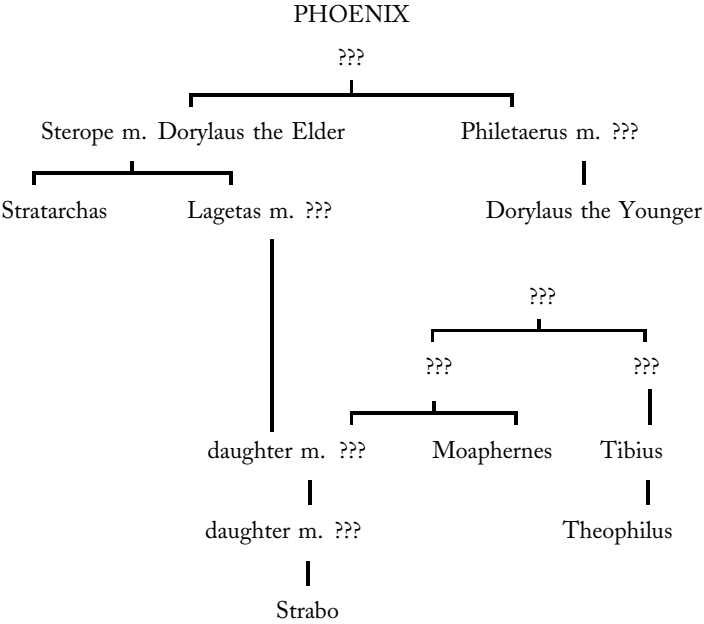 PHOENIX
???
Sterope m. Dorylaus the Elder
Philetaerus m. ???
Stratarchas
Lagetas m. ???
Dorylaus the Younger
???
???
???
daughter m. ???
Moaphernes
Tibius
daughter m. ???
Theophilus
Strabo